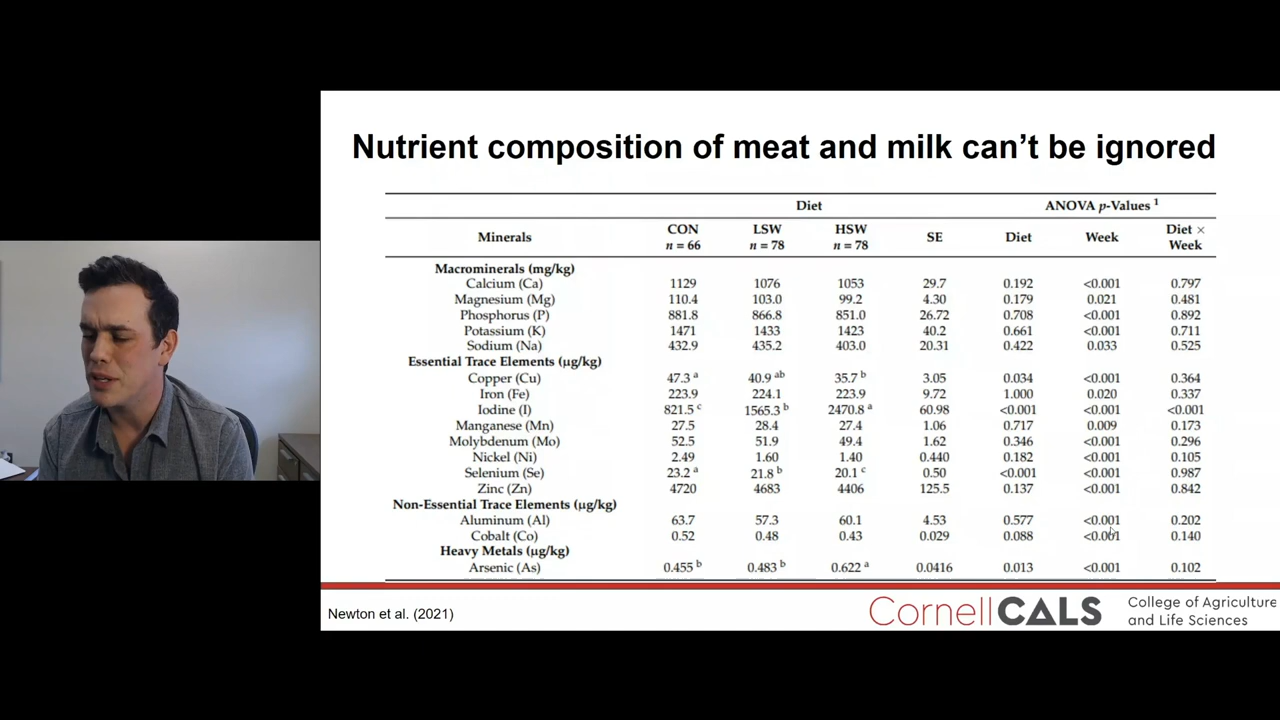 Nutrient composition of meat and milk can't be ignored
Diet ANOVA p-Values 1
Minerals CON n = 66 LSW n = 78 HSW n = 78 SE Diet Week Diet × Week
Macrominerals (mg/kg)
Calcium (Ca) 1129 1076 1053 29.7 0.192 <0.001 0.797
Magnesium (Mg) 110.4 103.0 99.2 4.30 0.179 0.021 0.481
Phosphorus (P) 881.8 866.8 851.0 26.72 0.708 <0.001 0.892
Potassium (K) 1471 1433 1423 40.2 0.661 <0.001 0.711
Sodium (Na) 432.9 435.2 403.0 20.31 0.422 0.033 0.525
Essential Trace Elements (µg/kg)
Copper (Cu) 47.3 a 40.9 ab 35.7 b 3.05 0.034 <0.001 0.364
Iron (Fe) 223.9 224.1 223.9 9.72 1.000 0.020 0.337
Iodine (I) 821.5 c 1565.3 b 2470.8 a 60.98 <0.001 <0.001 <0.001
Manganese (Mn) 27.5 28.4 27.4 1.06 0.717 0.009 0.173
Molybdenum (Mo) 52.5 51.9 49.4 1.62 0.346 <0.001 0.296
Nickel (Ni) 2.49 1.60 1.40 0.440 0.182 <0.001 0.105
Selenium (Se) 23.2 a 21.8 b 20.1 c 0.50 <0.001 <0.001 0.987
Zinc (Zn) 4720 4683 4406 125.5 0.137 <0.001 0.842
Non-Essential Trace Elements (µg/kg)
Aluminum (Al) 63.7 57.3 60.1 4.53 0.577 <0.001 0.202
Cobalt (Co) 0.52 0.48 0.43 0.029 0.088 <0.001 0.140
Heavy Metals (µg/kg)
Arsenic (As) 0.455 b 0.483 b 0.622 a 0.0416 0.013 <0.001 0.102
Newton et al. (2021)
CornellCALS
College of Agriculture
and Life Sciences